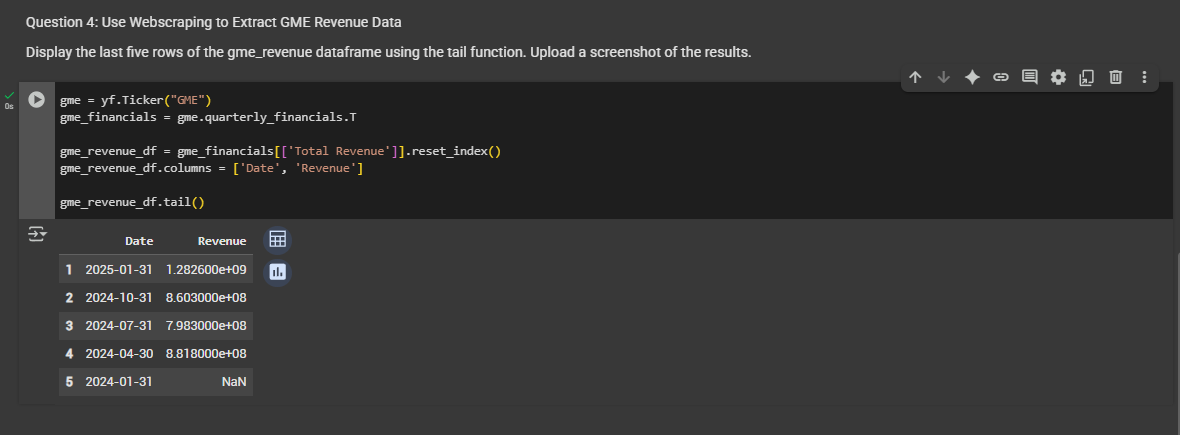 Question 4: Use Webscraping to Extract GME Revenue Data
Display the last five rows of the gme_revenue dataframe using the tail function. Upload a screenshot of the results.
0s
gme = yf.Ticker("GME")
gme_financials = gme.quarterly_financials.T
gme_revenue_df = gme_financials[['Total Revenue']].reset_index()
gme_revenue_df.columns = ['Date', 'Revenue']
gme_revenue_df.tail()
Date Revenue
1 2025-01-31 1.282600e+09
2 2024-10-31 8.603000e+08
3 2024-07-31 7.983000e+08
4 2024-04-30 8.818000e+08
5 2024-01-31 NaN